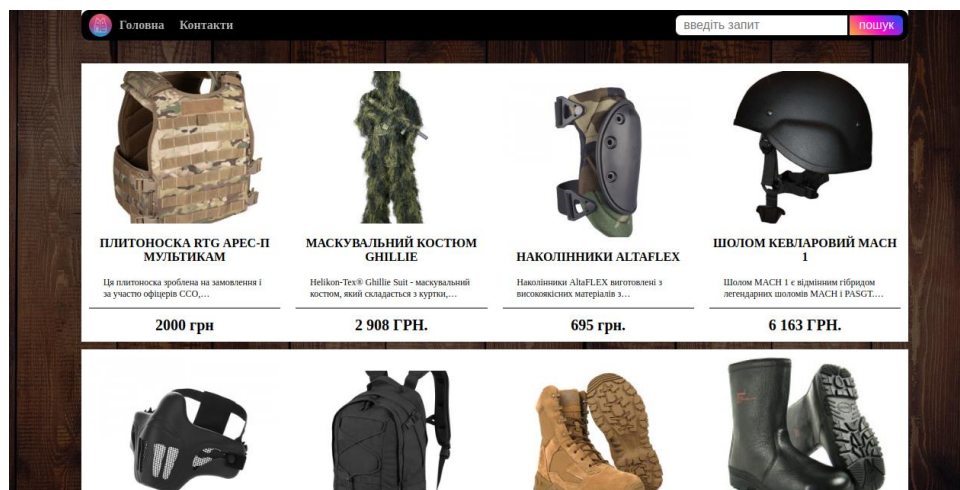 Головна Контакти
введіть запит
пошук
ПЛИТОНОСКА RTG АРЕС-П
МУЛЬТИКАМ
Ця плитоноска зроблена на замовлення і
за участю офіцерів ССО,…
2000 грн
МАСКУВАЛЬНИЙ КОСТЮМ
GHILLIE
Helikon-Tex® Ghillie Suit - маскувальний
костюм, який складається з куртки,…
2 908 ГРН.
НАКОЛІННИКИ ALTAFLEX
Наколінники AltaFLEX виготовлені з
високоякісних матеріалів з…
695 грн.
ШОЛОМ КЕВЛАРОВИЙ MACH
1
Шолом MACH 1 є відмінним гібридом
легендарних шоломів MACH і PASGT.…
6 163 ГРН.